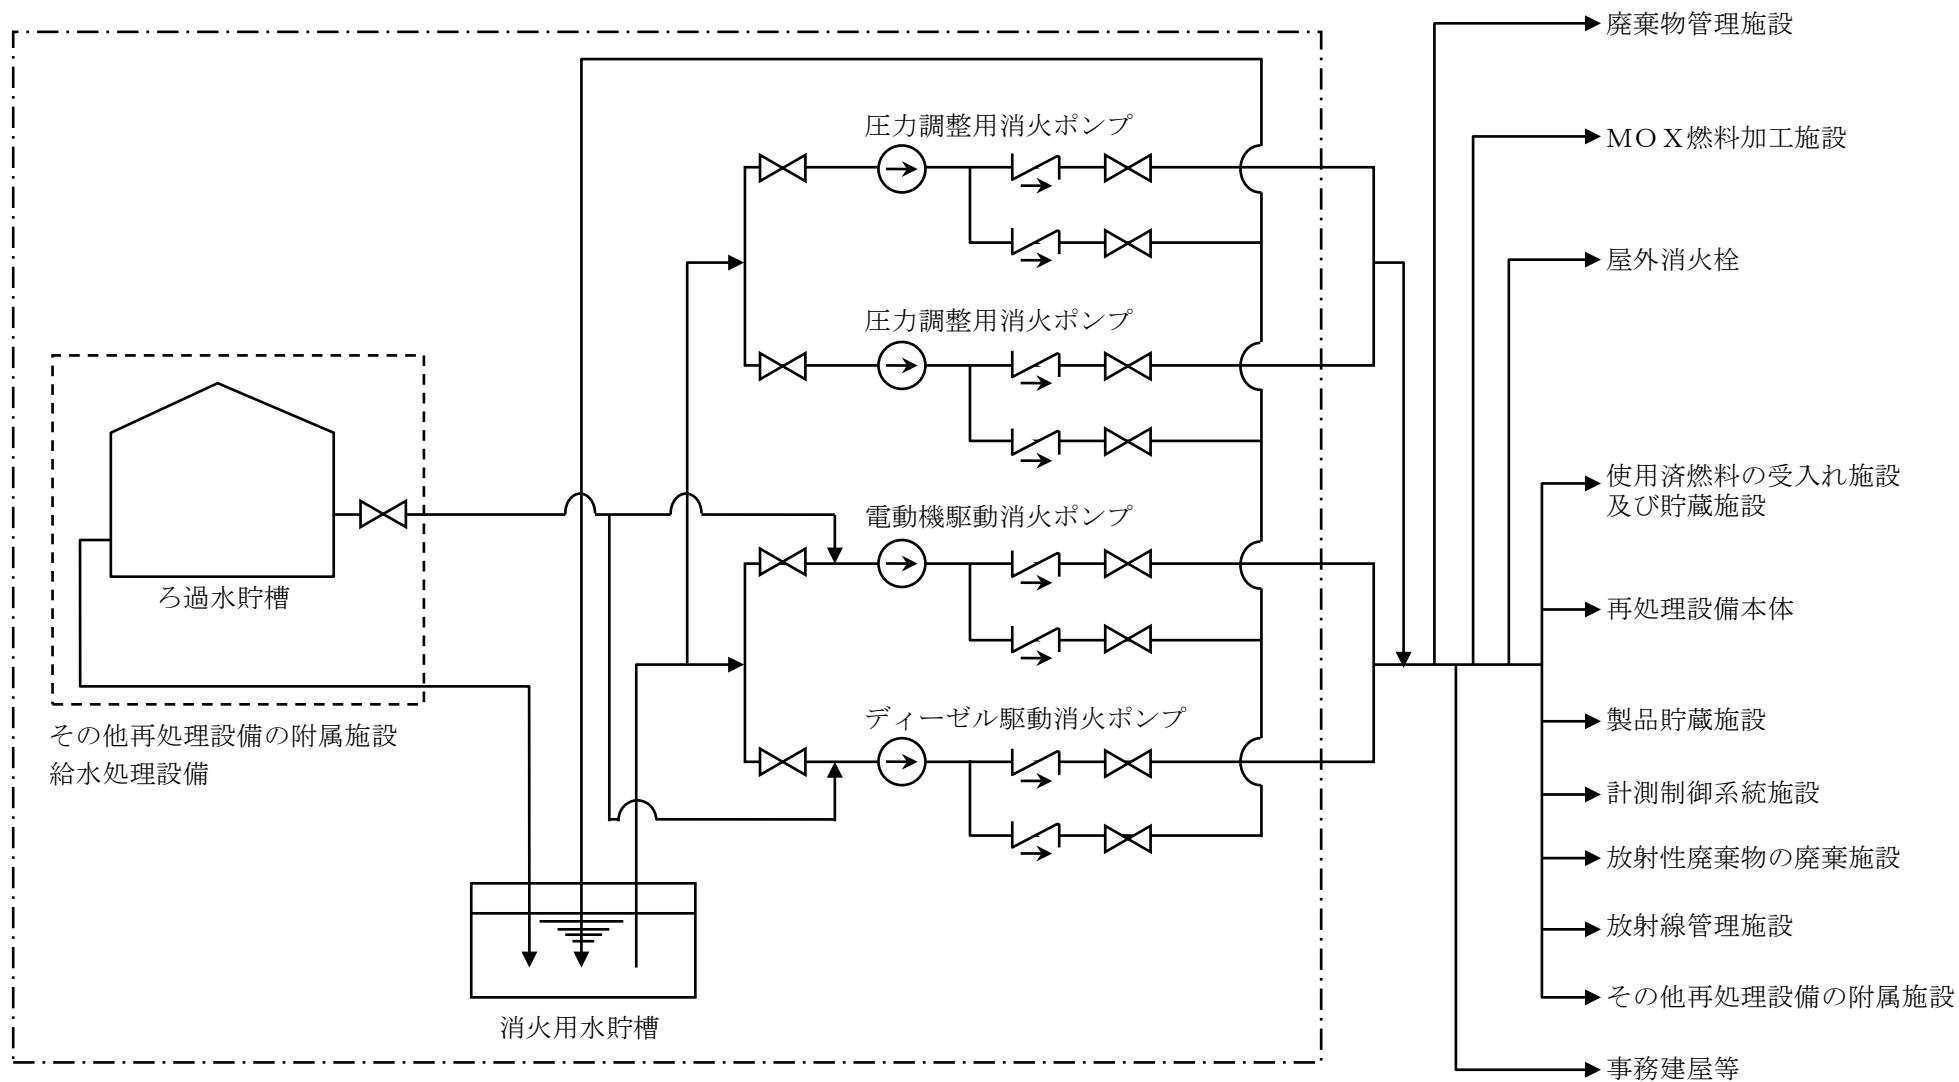 廃棄物管理施設
圧力調整用消火ポンプ
ＭＯＸ燃料加工施設
屋外消火栓
圧力調整用消火ポンプ
使用済燃料の受入れ施設
及び貯蔵施設
電動機駆動消火ポンプ
ろ過水貯槽
再処理設備本体
ディーゼル駆動消火ポンプ
製品貯蔵施設
その他再処理設備の附属施設
給水処理設備
計測制御系統施設
放射性廃棄物の廃棄施設
放射線管理施設
その他再処理設備の附属施設
消火用水貯槽
事務建屋等